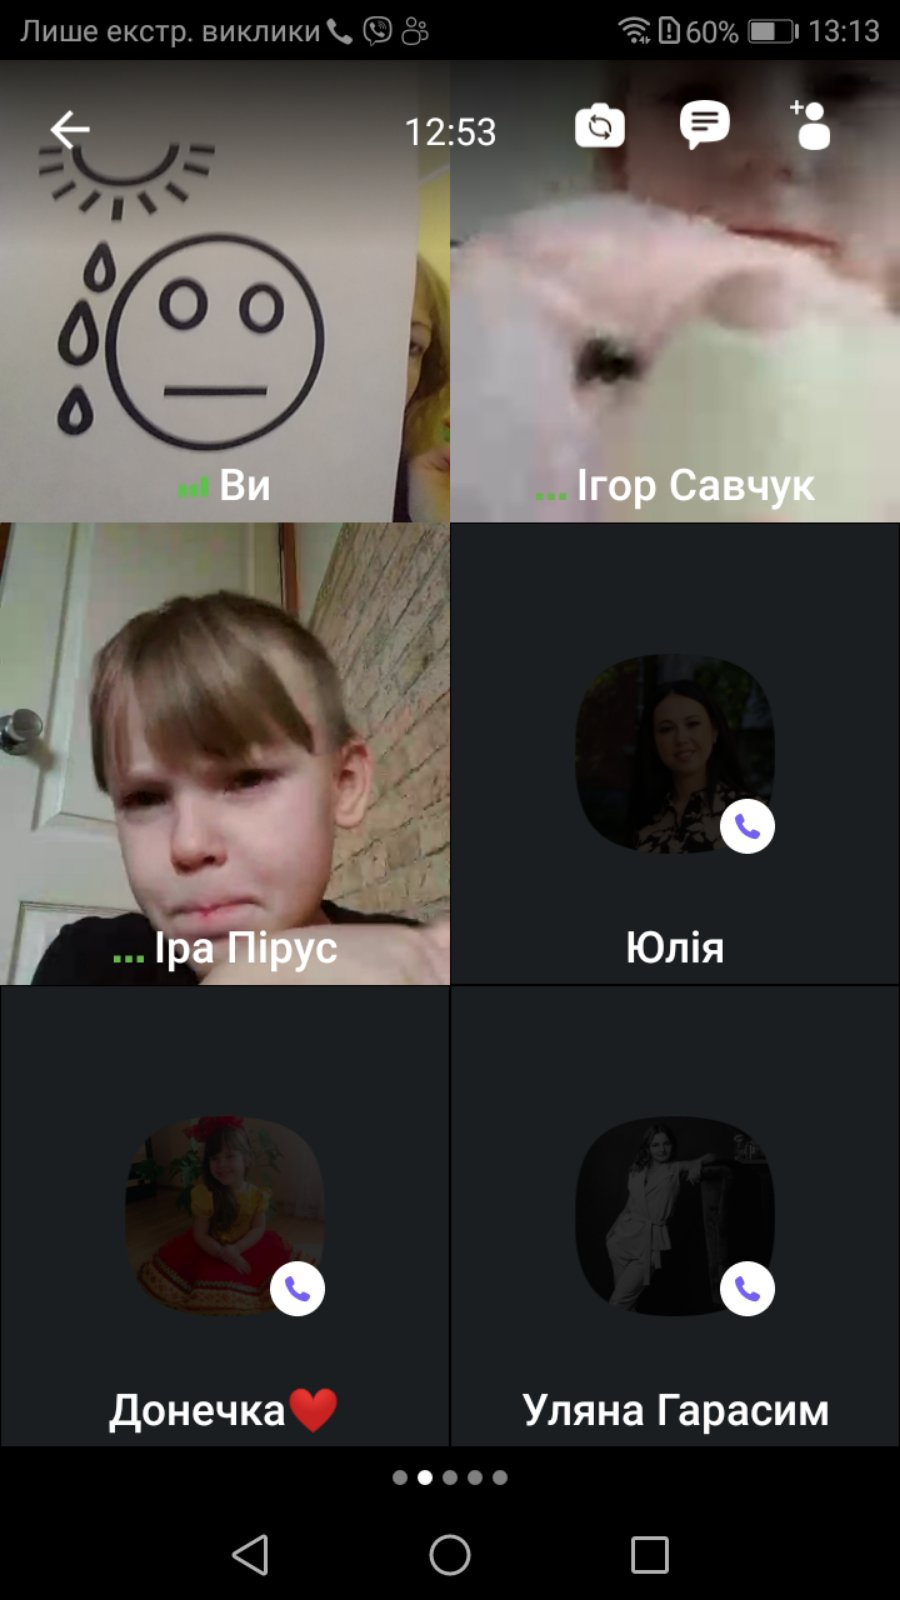 Лише екстр. виклики 60% 13:13
12:53
Ви
Ігор Савчук
Іра Пірус
Юлія
Донечка❤️
Уляна Гарасим